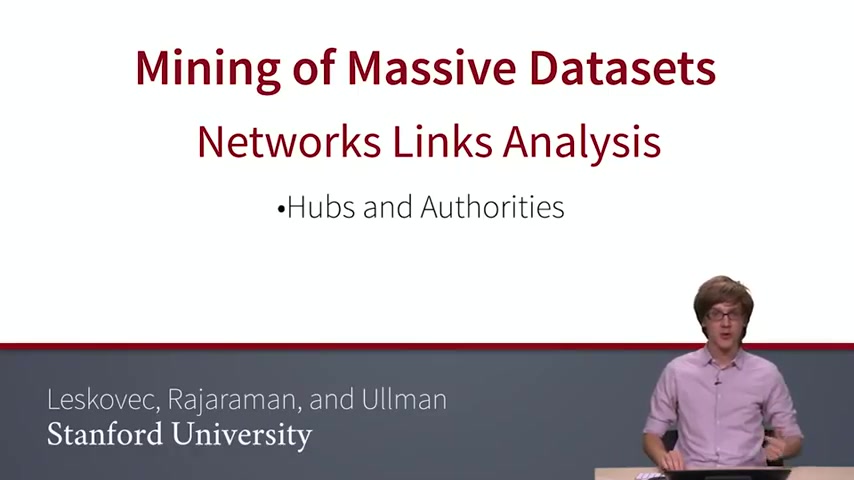 Mining of Massive Datasets
Networks Links Analysis
•Hubs and Authorities
Leskovec, Rajaraman, and Ullman
Stanford University